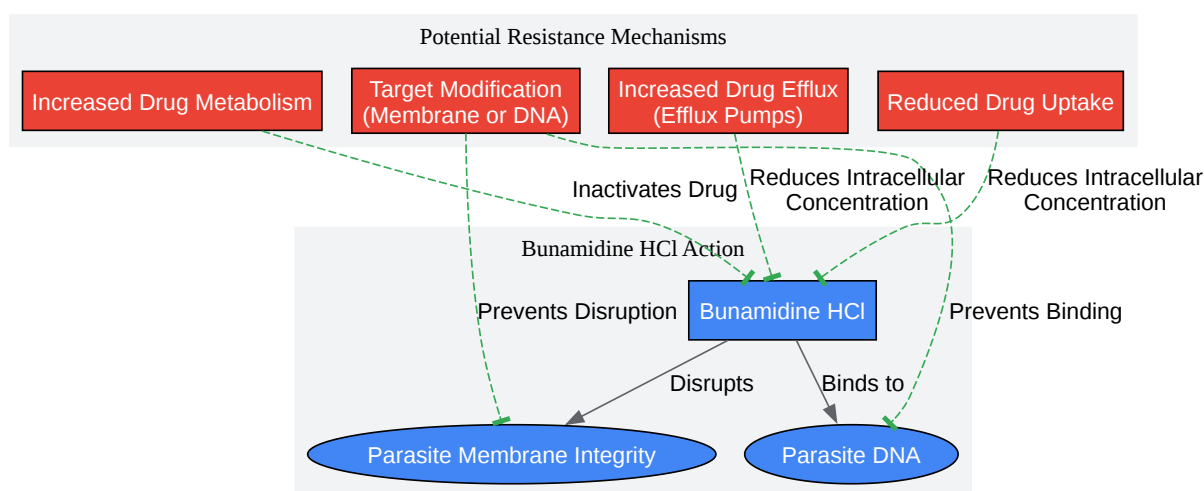 Potential Resistance Mechanisms
Increased Drug Metabolism
Target Modification
(Membrane or DNA)
Increased Drug Efflux
(Efflux Pumps)
Reduced Drug Uptake
Inactivates Drug
Reduces Intracellular
Concentration
Reduces Intracellular
Concentration
Bunamidine HCl Action
Prevents Disruption
Bunamidine HCl
Prevents Binding
Disrupts
Binds to
Parasite Membrane Integrity
Parasite DNA